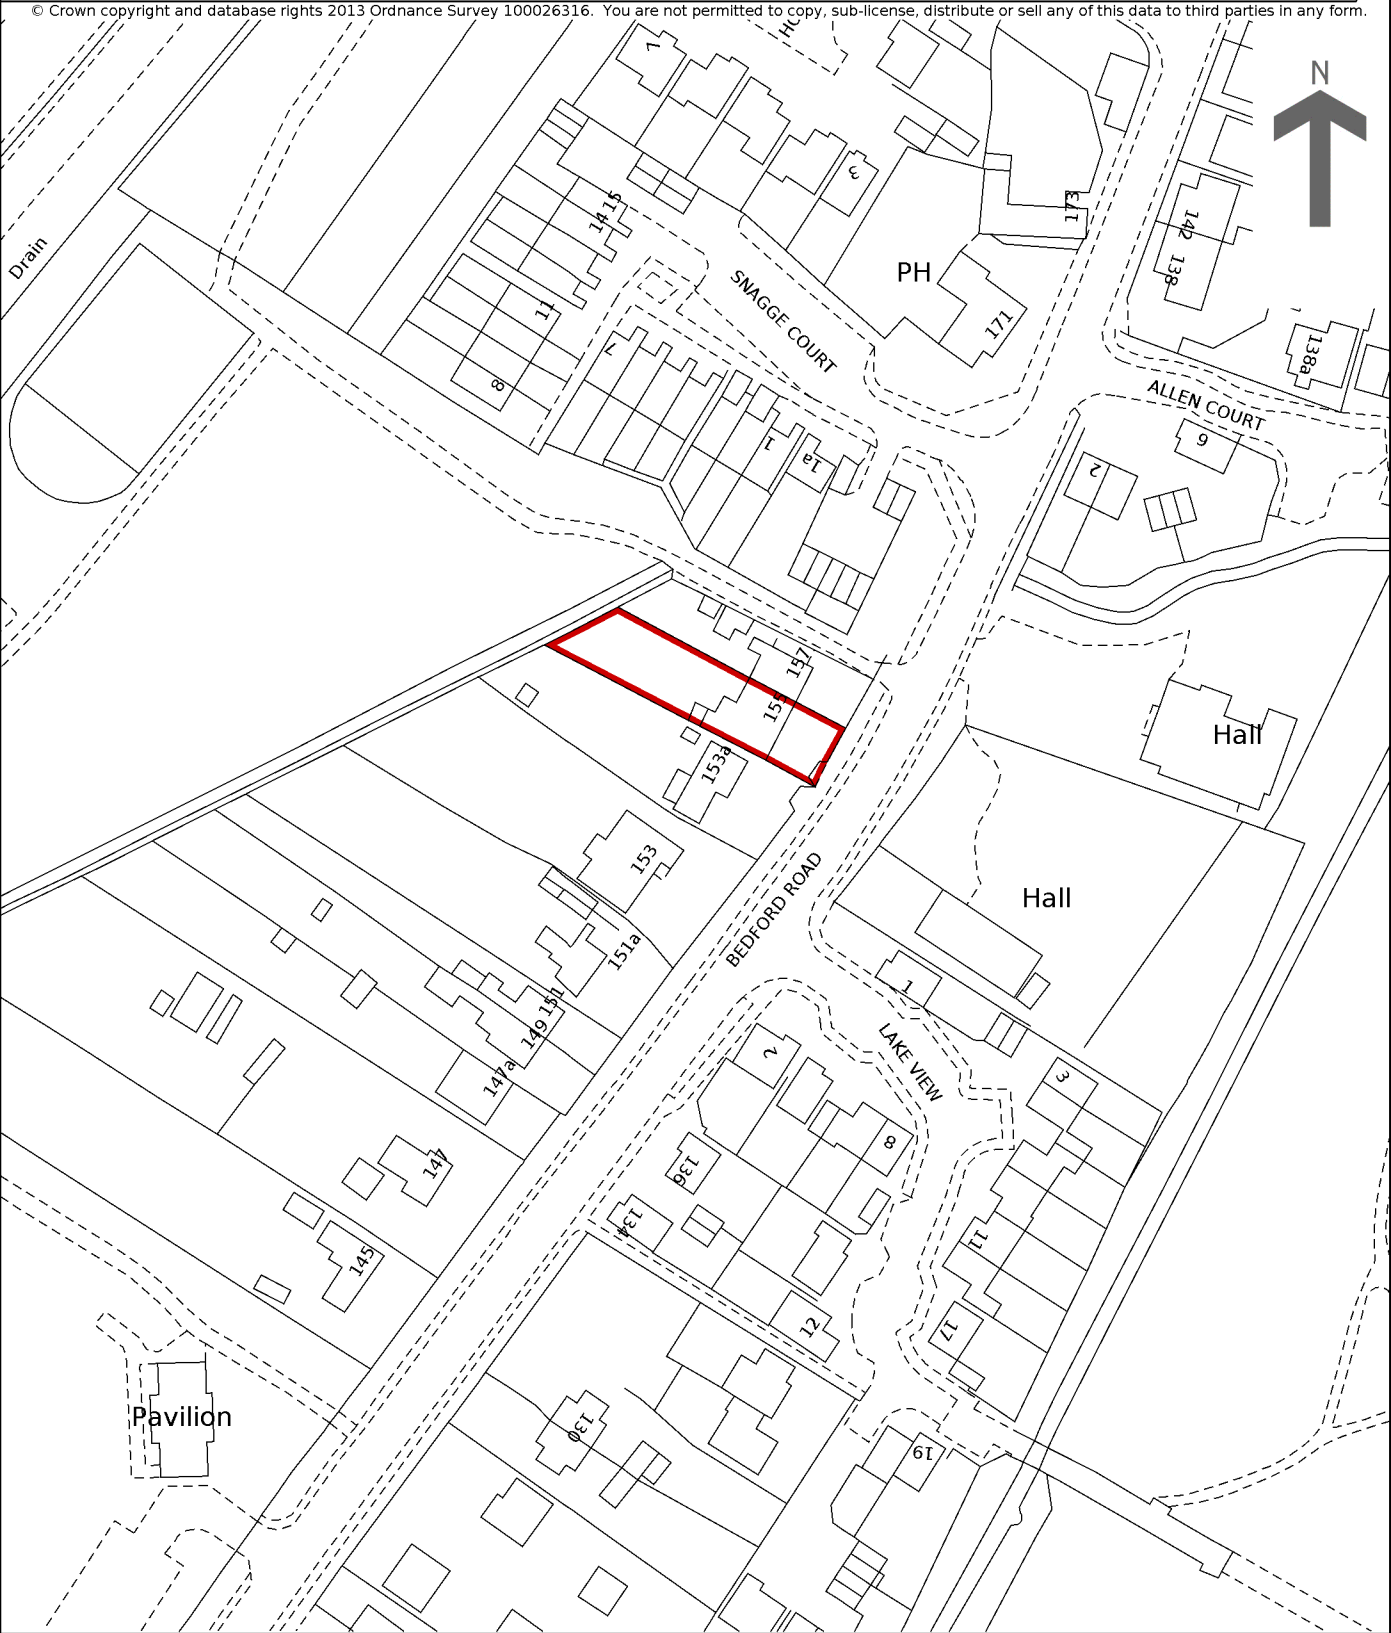 © Crown copyright and database rights 2013 Ordnance Survey 100026316. You are not permitted to copy, sub-license, distribute or sell any of this data to third parties in any form.
N
3
173
142
138
14 15
Drain
PH
SNAGGE COURT
11
171
138a
7
8
ALLEN COURT
1
1a
9
2
157
155
Hall
153a
153
BEDFORD ROAD
Hall
151a
1
151
149
LAKE VIEW
2
147a
3
8
147
136
134
11
145
12
17
Pavilion
130
19